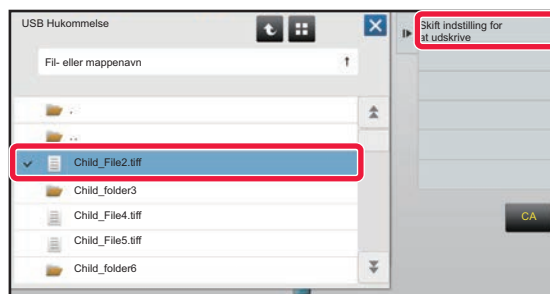 USB Hukommelse
Skift indstilling for
at udskrive
Fil- eller mappenavn
.
..
Child_File2.tiff
Child_folder3
Child_File4.tiff
Child_File5.tiff
Child_folder6
CA